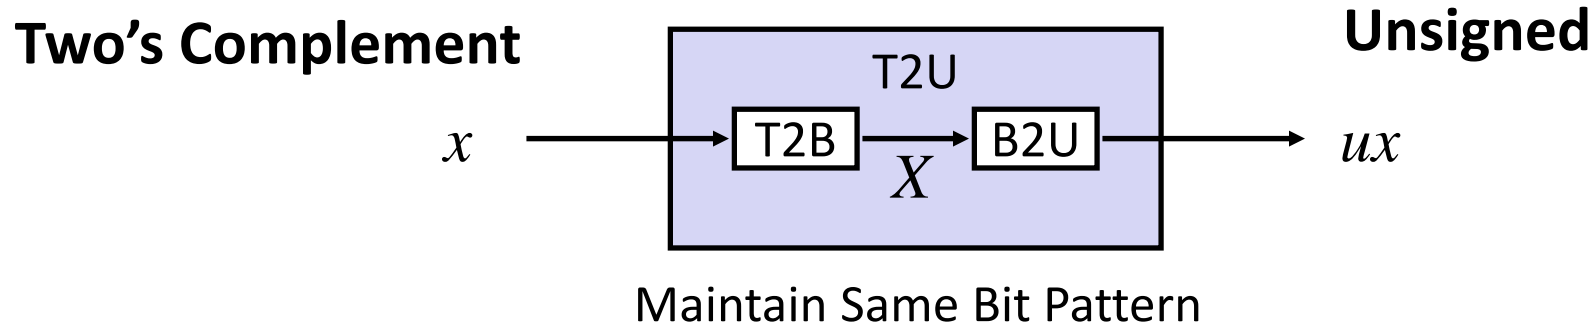 Two’s Complement
Unsigned
T2U
x
T2B
X
B2U
ux
Maintain Same Bit Pattern